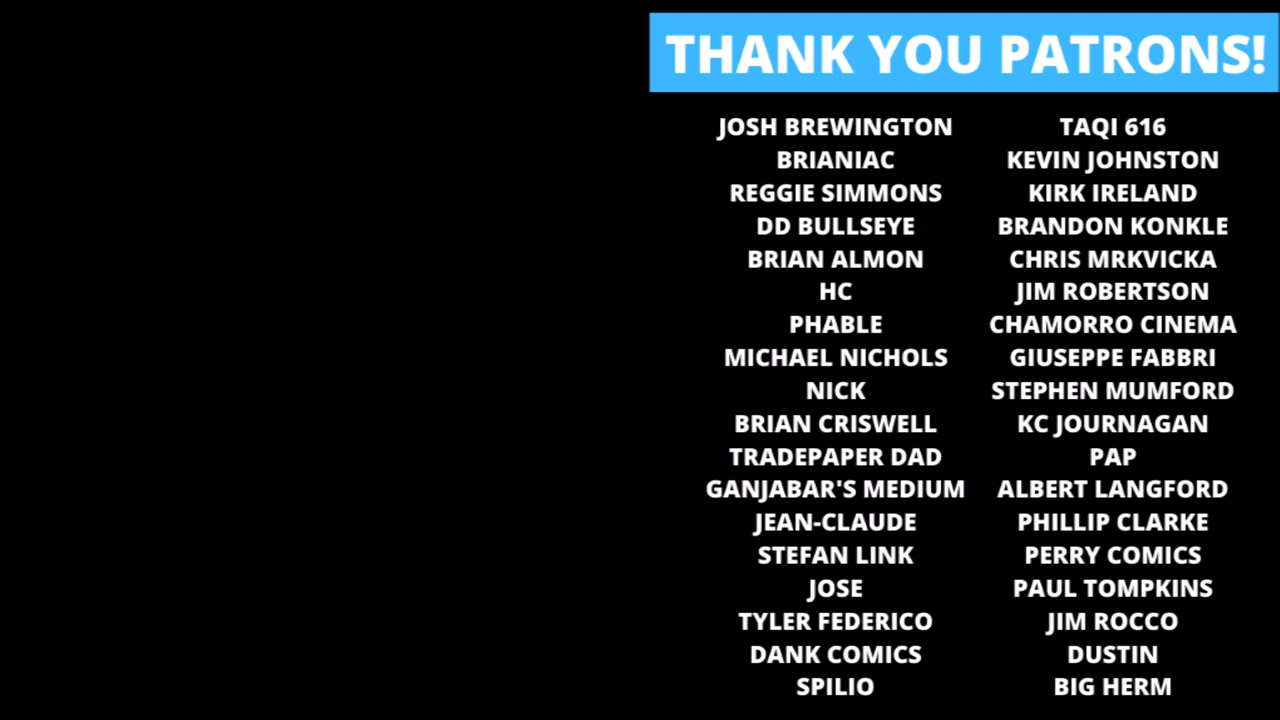 THANK YOU PATRONS!
JOSH BREWINGTON
BRIANIAC
REGGIE SIMMONS
DD BULLSEYE
BRIAN ALMON
HC
PHABLE
MICHAEL NICHOLS
NICK
BRIAN CRISWELL
TRADEPAPER DAD
GANJABAR'S MEDIUM
JEAN-CLAUDE
STEFAN LINK
JOSE
TYLER FEDERICO
DANK COMICS
SPILIO
TAQI 616
KEVIN JOHNSTON
KIRK IRELAND
BRANDON KONKLE
CHRIS MRKVICKA
JIM ROBERTSON
CHAMORRO CINEMA
GIUSEPPE FABBRI
STEPHEN MUMFORD
KC JOURNAGAN
PAP
ALBERT LANGFORD
PHILLIP CLARKE
PERRY COMICS
PAUL TOMPKINS
JIM ROCCO
DUSTIN
BIG HERM